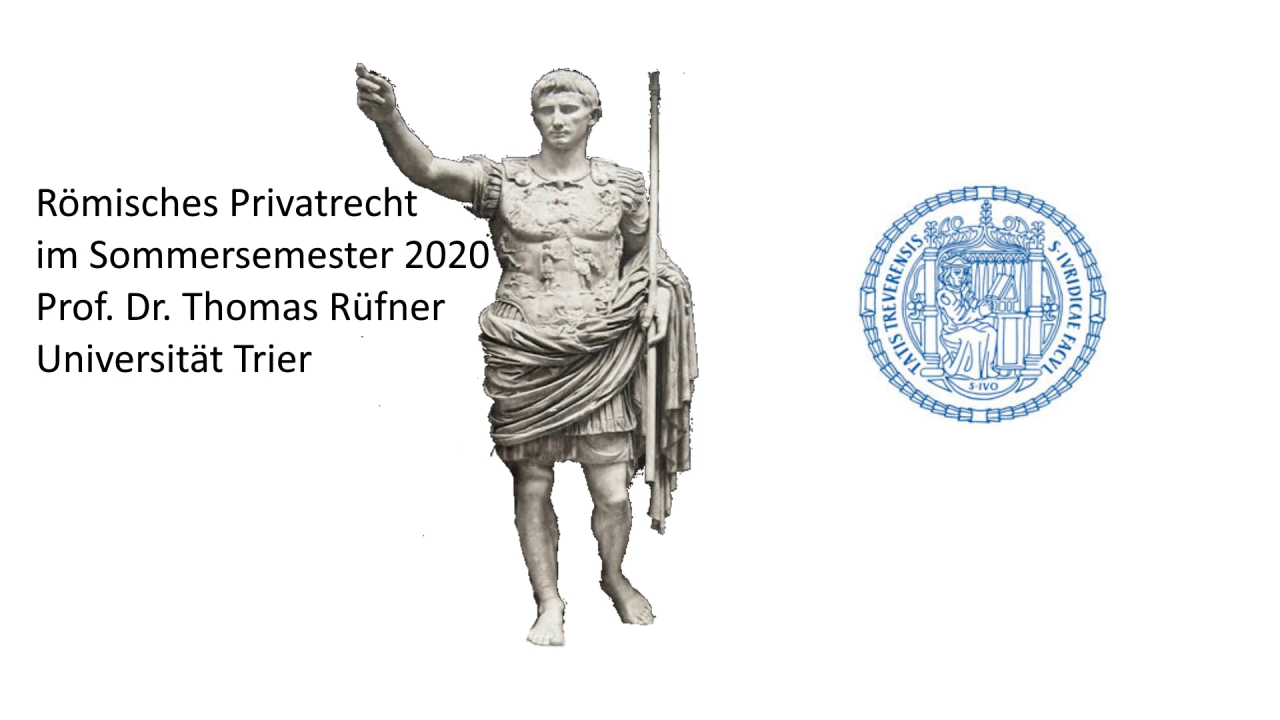 Römisches Privatrecht
im Sommersemester 2020
Prof. Dr. Thomas Rüfner
Universität Trier
S·IVRIDICAE FACVL
TATIS TREVERENSIS
S·IVO